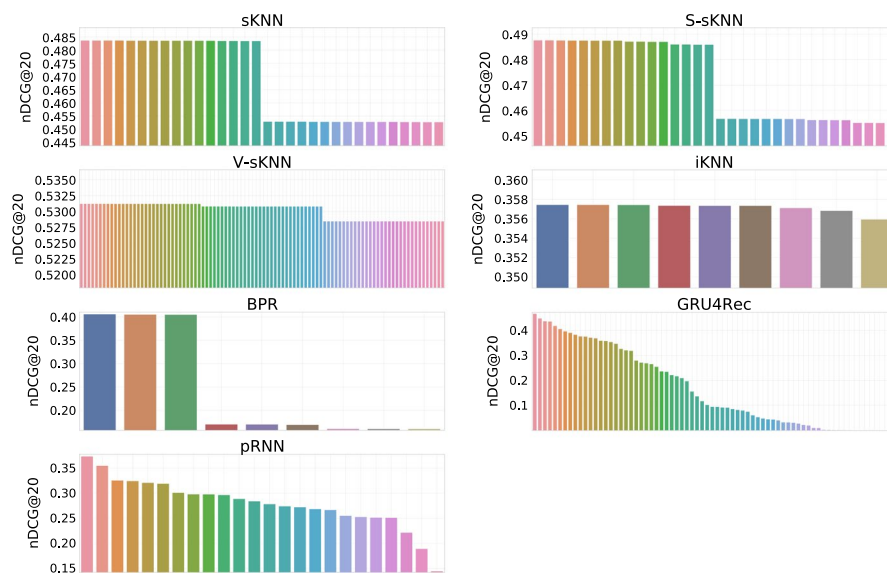 sKNN
nDCG@20
0.485
0.480
0.475
0.470
0.465
0.460
0.455
0.450
0.445
S-sKNN
nDCG@20
0.49
0.48
0.47
0.46
0.45
V-sKNN
nDCG@20
0.5350
0.5325
0.5300
0.5275
0.5250
0.5225
0.5200
iKNN
nDCG@20
0.360
0.358
0.356
0.354
0.352
0.350
BPR
nDCG@20
0.40
0.35
0.30
0.25
0.20
GRU4Rec
nDCG@20
0.4
0.3
0.2
0.1
pRNN
nDCG@20
0.35
0.30
0.25
0.20
0.15